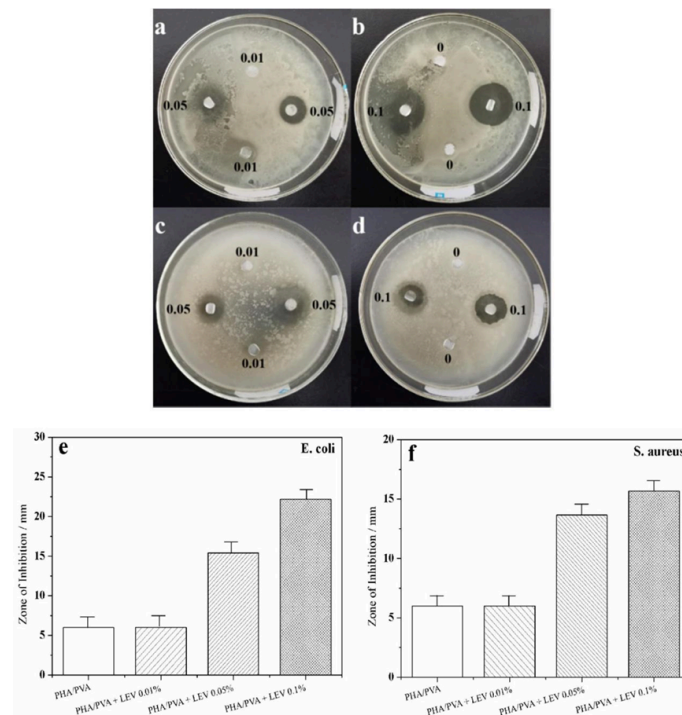 a
0.01
0.05
0.05
0.01
b
0
0.1
0.1
0
c
0.01
0.05
0.05
0.01
d
0
0.1
0.1
0
e
E. coli
30
25
20
15
10
5
0
Zone of Inhibition / mm
PHA/PVA
PHA/PVA + LEV 0.01%
PHA/PVA + LEV 0.05%
PHA/PVA + LEV 0.1%
f
S. aureus
20
15
10
5
0
Zone of Inhibition / mm
PHA/PVA
PHA/PVA + LEV 0.01%
PHA/PVA + LEV 0.05%
PHA/PVA + LEV 0.1%